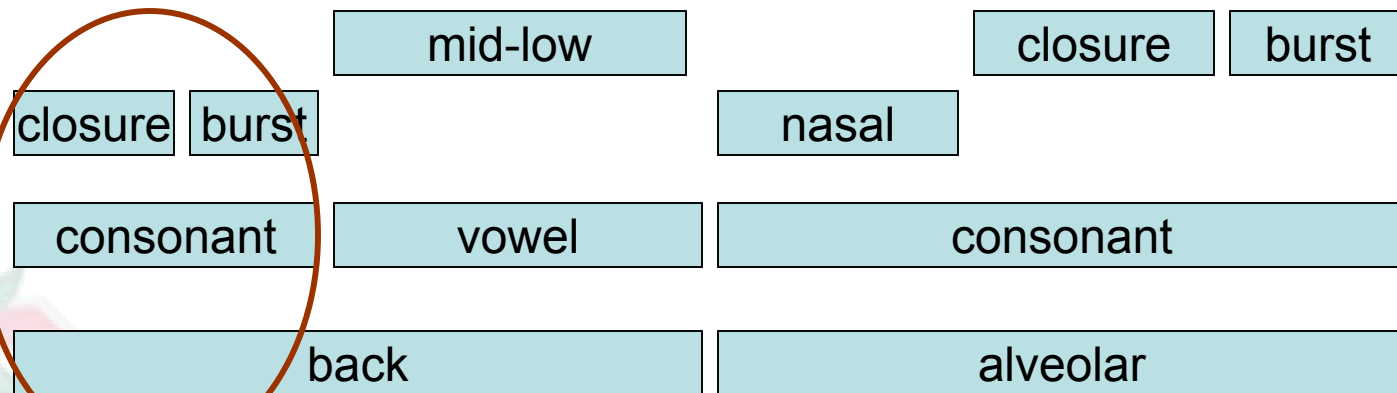 mid-low closure burst
closure burst nasal
consonant vowel consonant
back alveolar